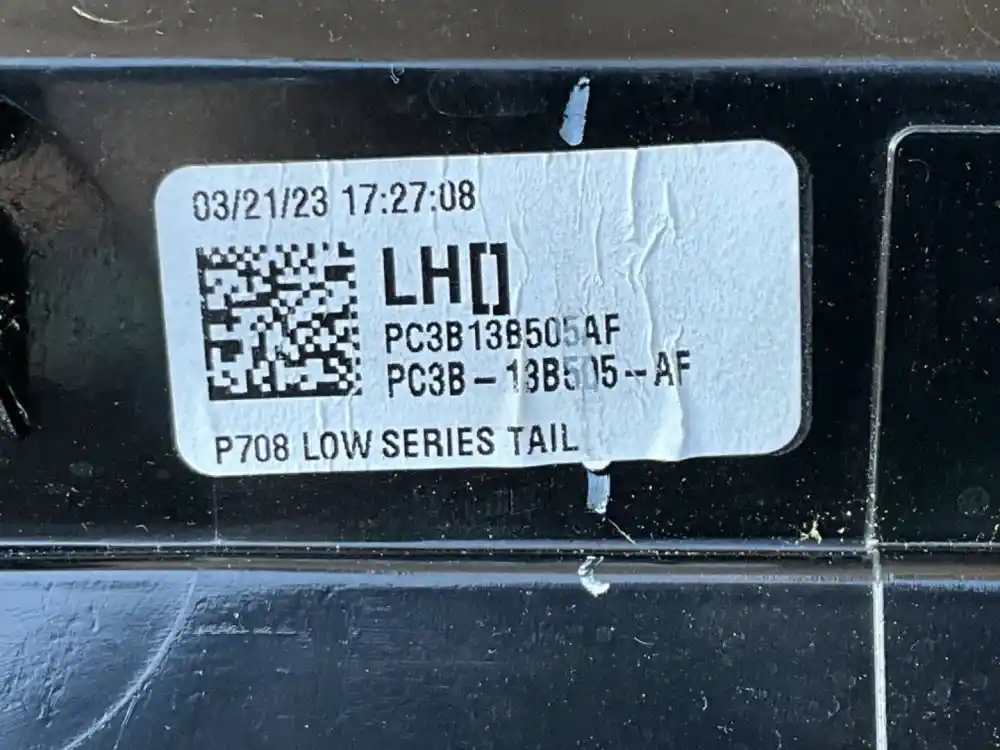 03/21/23 17:27:08
LH[]
PC3B13B505AF
PC3B-13B505-AF
P708 LOW SERIES TAIL